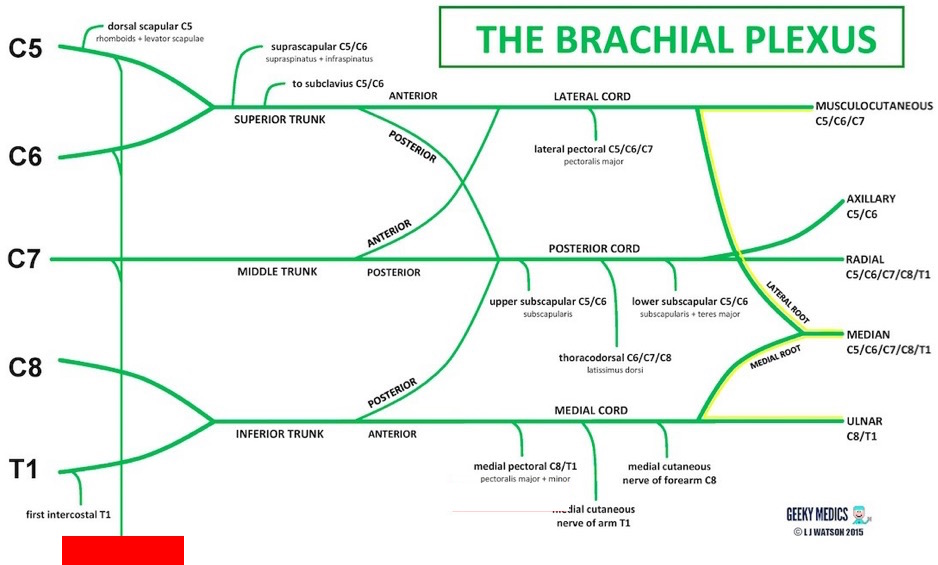 THE BRACHIAL PLEXUS
C5
dorsal scapular C5
rhomboids + levator scapulae
suprascapular C5/C6
supraspinatus + infraspinatus
to subclavius C5/C6
SUPERIOR TRUNK
ANTERIOR
POSTERIOR
LATERAL CORD
lateral pectoral C5/C6/C7
pectoralis major
MUSCULOCUTANEOUS
C5/C6/C7
C6
AXILLARY
C5/C6
C7
MIDDLE TRUNK
ANTERIOR
POSTERIOR
POSTERIOR CORD
upper subscapular C5/C6
subscapularis
lower subscapular C5/C6
subscapularis + teres major
thoracodorsal C6/C7/C8
latissimus dorsi
RADIAL
C5/C6/C7/C8/T1
LATERAL ROOT
MEDIAN
C5/C6/C7/C8/T1
MEDIAL ROOT
C8
POSTERIOR
INFERIOR TRUNK
ANTERIOR
MEDIAL CORD
medial pectoral C8/T1
pectoralis major + minor
medial cutaneous
nerve of arm T1
medial cutaneous
nerve of forearm C8
ULNAR
C8/T1
T1
first intercostal T1
GEEKY MEDICS
© L J WATSON 2015